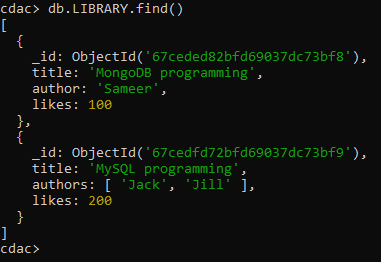 cdac> db.LIBRARY.find()
[
  {
    _id: ObjectId('67ceded82bfd69037dc73bf8'),
    title: 'MongoDB programming',
    author: 'Sameer',
    likes: 100
  },
  {
    _id: ObjectId('67cedfd72bfd69037dc73bf9'),
    title: 'MySQL programming',
    authors: [ 'Jack', 'Jill' ],
    likes: 200
  }
]
cdac>